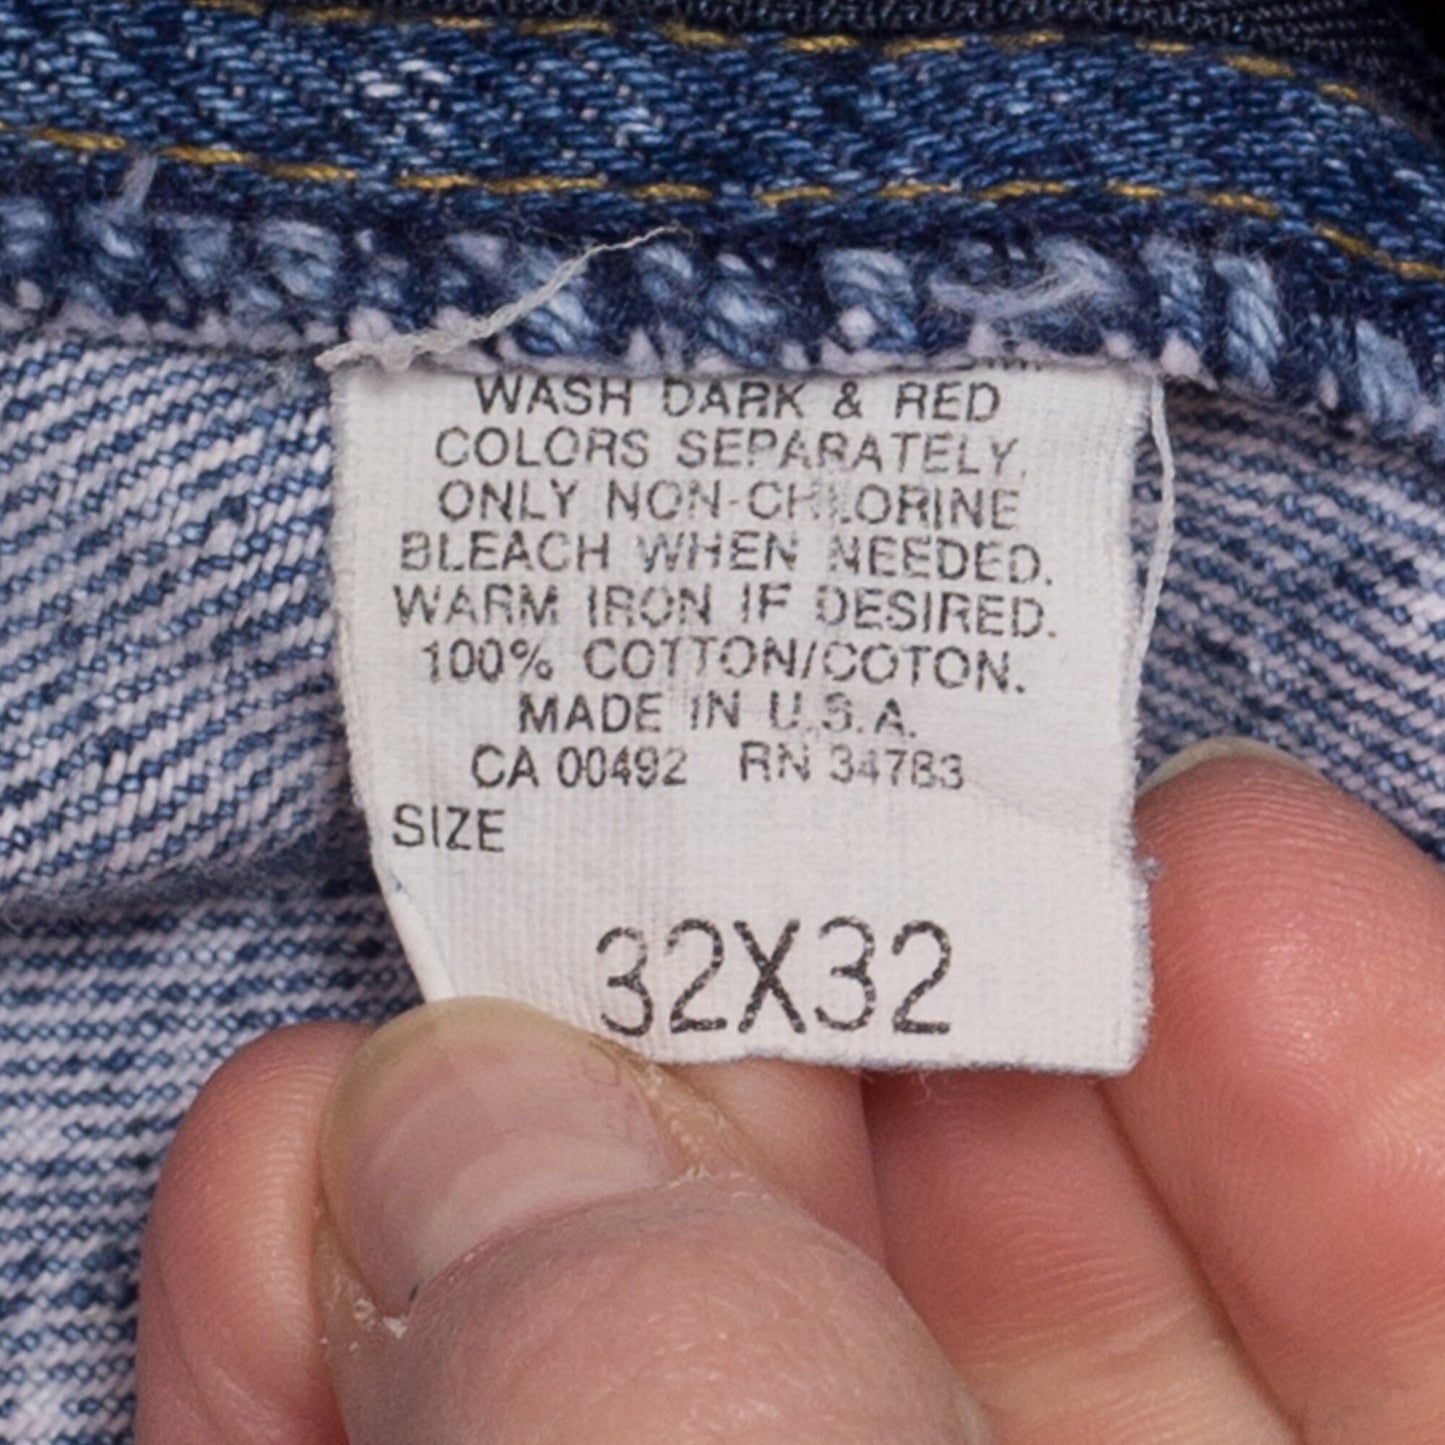 WASH DARK & RED
COLORS SEPARATELY,
ONLY NON-CHLORINE
BLEACH WHEN NEEDED.
WARM IRON IF DESIRED.
100% COTTON/COTON.
MADE IN U.S.A.
CA 00492 RN 34783
SIZE
32X32